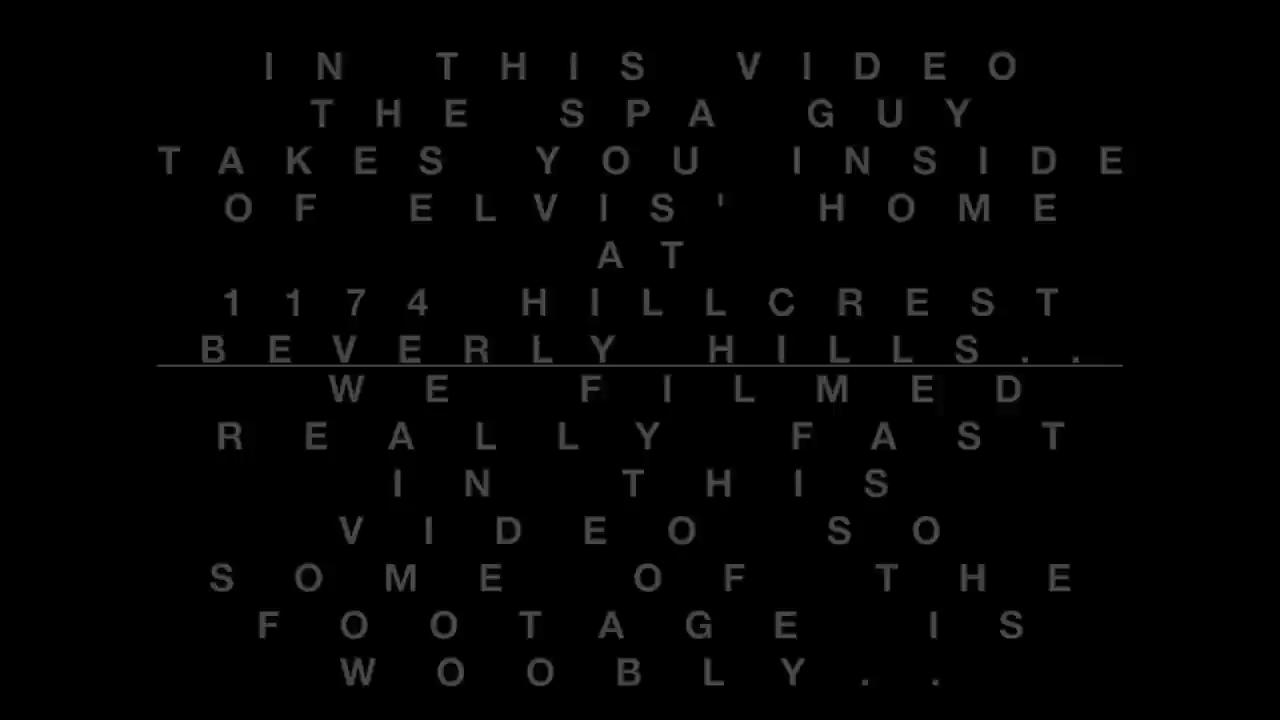 IN THIS VIDEO
THE SPA GUY
TAKES YOU INSIDE
OF ELVIS' HOME
AT
1174 HILLCREST
BEVERLY HILLS..
WE FILMED
REALLY FAST
IN THIS
VIDEO SO
SOME OF THE
FOOTAGE IS
WOOBLY..